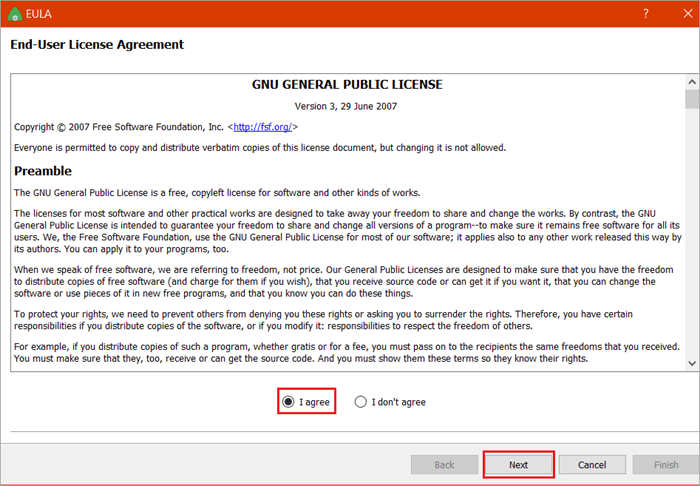 EULA
?
End-User License Agreement
GNU GENERAL PUBLIC LICENSE
Version 3, 29 June 2007
Copyright © 2007 Free Software Foundation, Inc. <http://fsf.org/>
Everyone is permitted to copy and distribute verbatim copies of this license document, but changing it is not allowed.
Preamble
The GNU General Public License is a free, copyleft license for software and other kinds of works.
The licenses for most software and other practical works are designed to take away your freedom to share and change the works. By contrast, the GNU
General Public License is intended to guarantee your freedom to share and change all versions of a program--to make sure it remains free software for all its
users. We, the Free Software Foundation, use the GNU General Public License for most of our software; it applies also to any other work released this way by
its authors. You can apply it to your programs, too.
When we speak of free software, we are referring to freedom, not price. Our General Public Licenses are designed to make sure that you have the freedom
to distribute copies of free software (and charge for them if you wish), that you receive source code or can get it if you want it, that you can change the
software or use pieces of it in new free programs, and that you know you can do these things.
To protect your rights, we need to prevent others from denying you these rights or asking you to surrender the rights. Therefore, you have certain
responsibilities if you distribute copies of the software, or if you modify it: responsibilities to respect the freedom of others.
For example, if you distribute copies of such a program, whether gratis or for a fee, you must pass on to the recipients the same freedoms that you received.
You must make sure that they, too, receive or can get the source code. And you must show them these terms so they know their rights.
I agree I don't agree
Back Next Cancel Finish